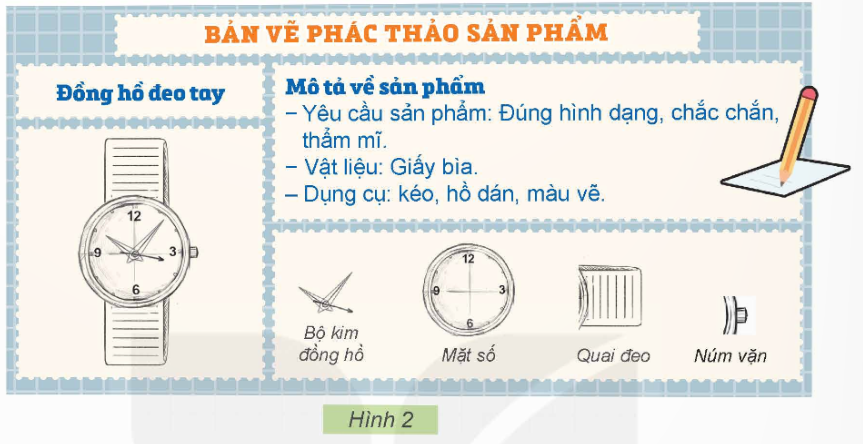 BẢN VẼ PHÁC THẢO SẢN PHẨM
Đồng hồ đeo tay
12
9
3
6
Mô tả về sản phẩm
– Yêu cầu sản phẩm: Đúng hình dạng, chắc chắn,
thẩm mĩ.
– Vật liệu: Giấy bìa.
– Dụng cụ: kéo, hồ dán, màu vẽ.
Bộ kim
đồng hồ
12
9
3
6
Mặt số
Quai đeo
Núm vặn
Hình 2